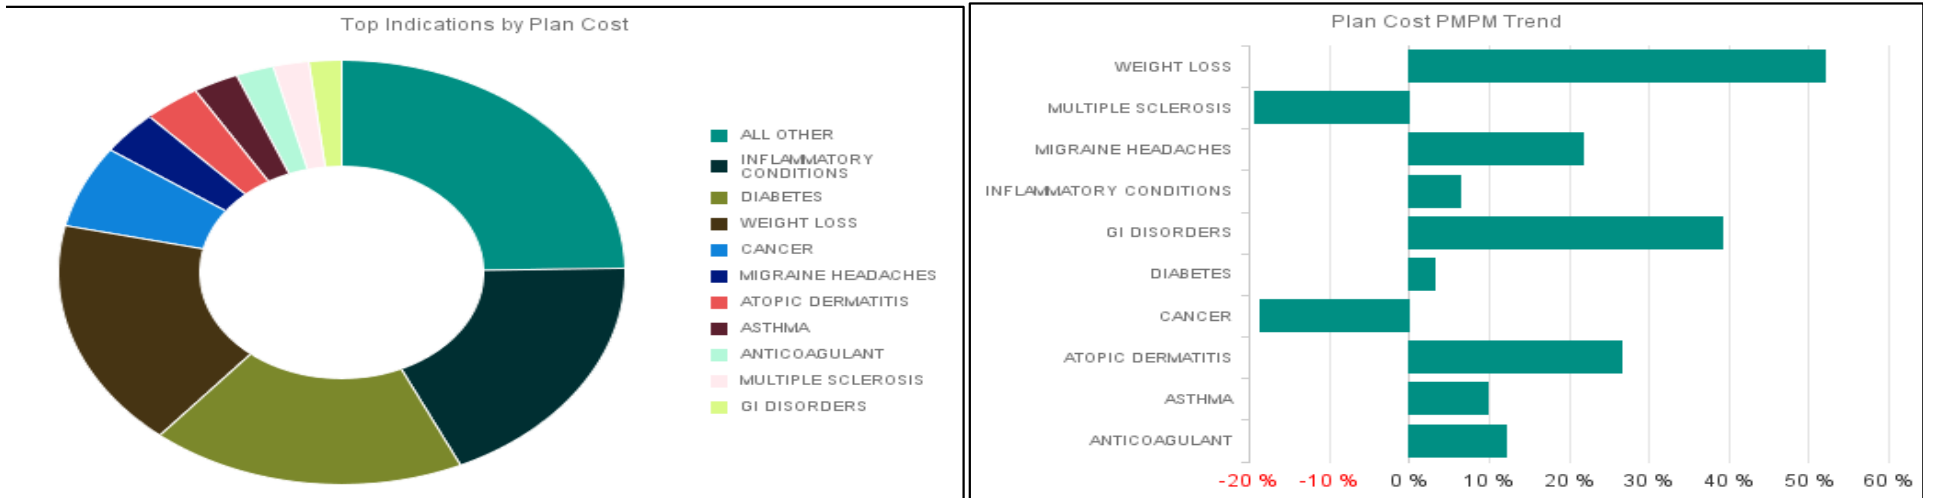 Top Indications by Plan Cost
ALL OTHER
INFLAMMATORY
CONDITIONS
DIABETES
WEIGHT LOSS
CANCER
MIGRAINE HEADACHES
ATOPIC DERMATITIS
ASTHMA
ANTICOAGULANT
MULTIPLE SCLEROSIS
GI DISORDERS
Plan Cost PMPM Trend
WEIGHT LOSS
MULTIPLE SCLEROSIS
MIGRAINE HEADACHES
INFLAMMATORY CONDITIONS
GI DISORDERS
DIABETES
CANCER
ATOPIC DERMATITIS
ASTHMA
ANTICOAGULANT
-20 % -10 % 0 % 10 % 20 % 30 % 40 % 50 % 60 %